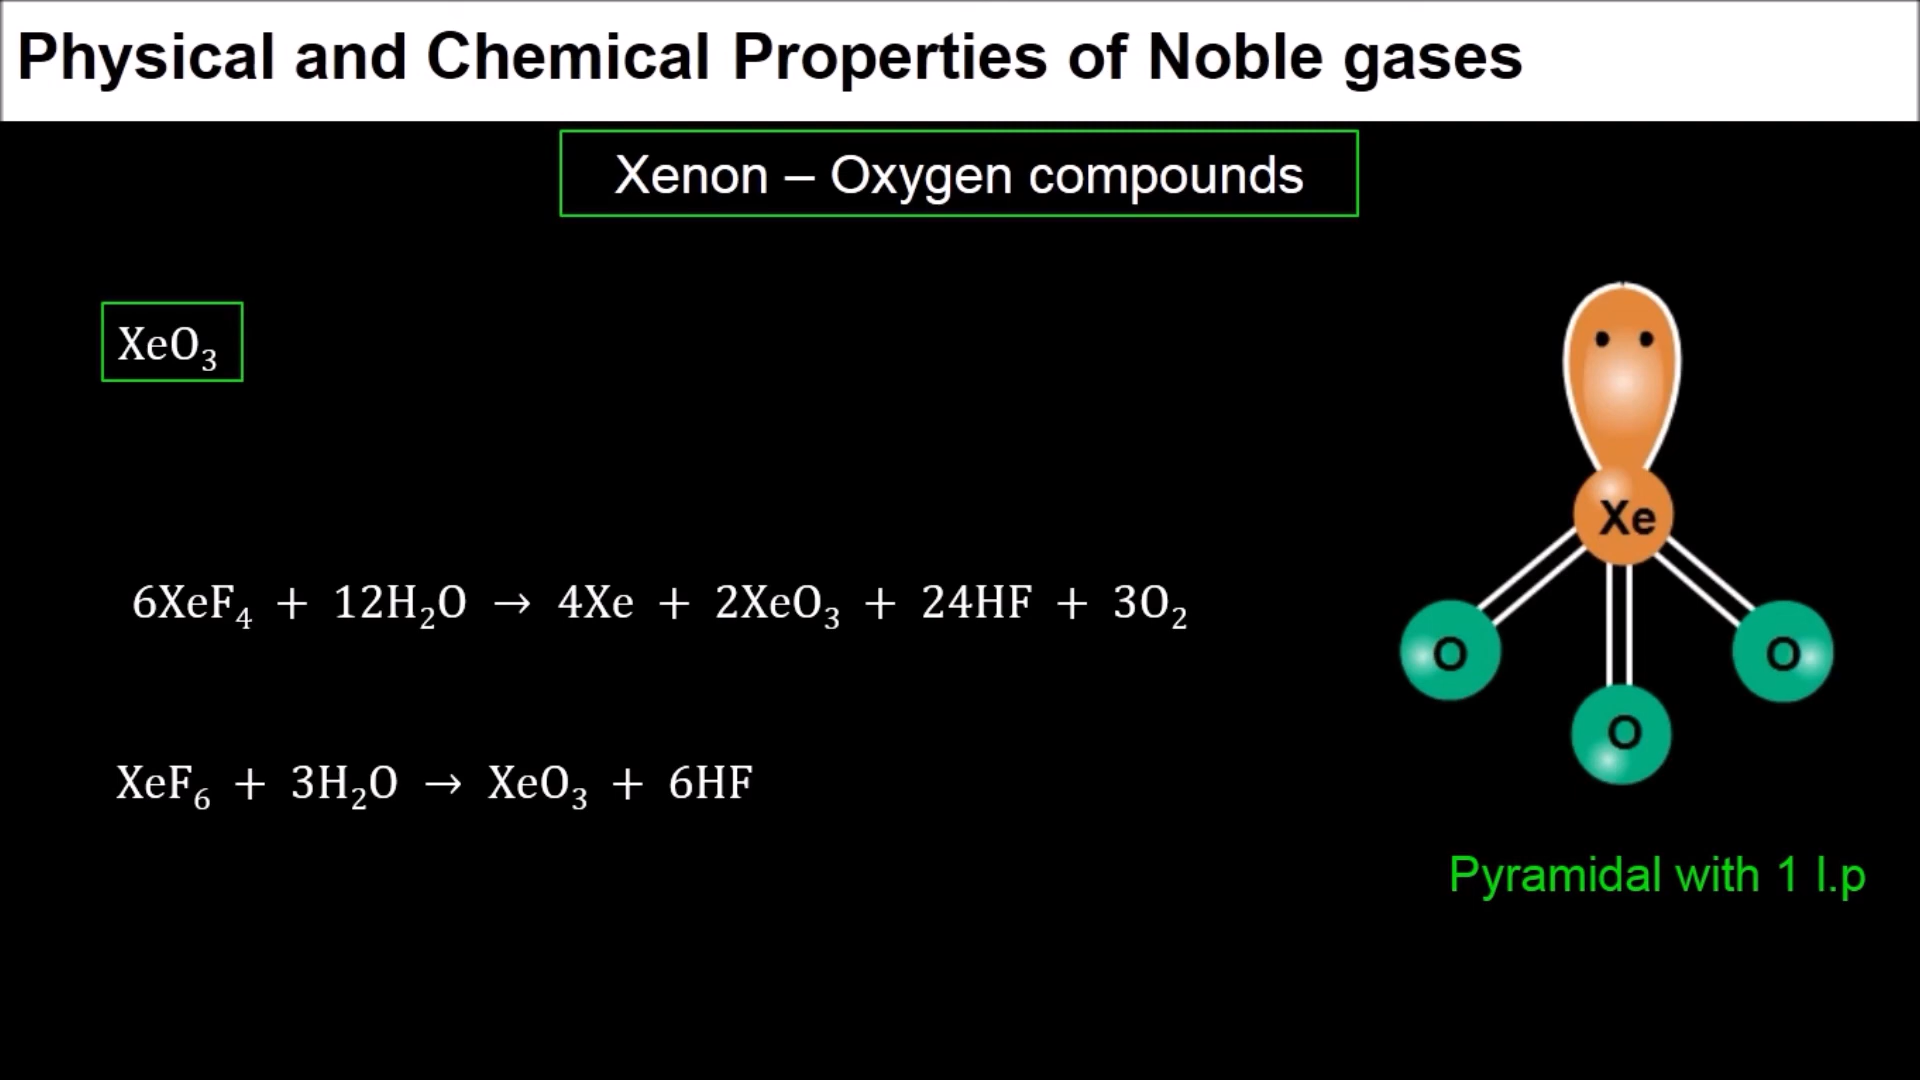 Physical and Chemical Properties of Noble gases
Xenon – Oxygen compounds
XeO₃
6XeF₄ + 12H₂O → 4Xe + 2XeO₃ + 24HF + 3O₂
XeF₆ + 3H₂O → XeO₃ + 6HF
Xe
O
O
O
Pyramidal with 1 l.p